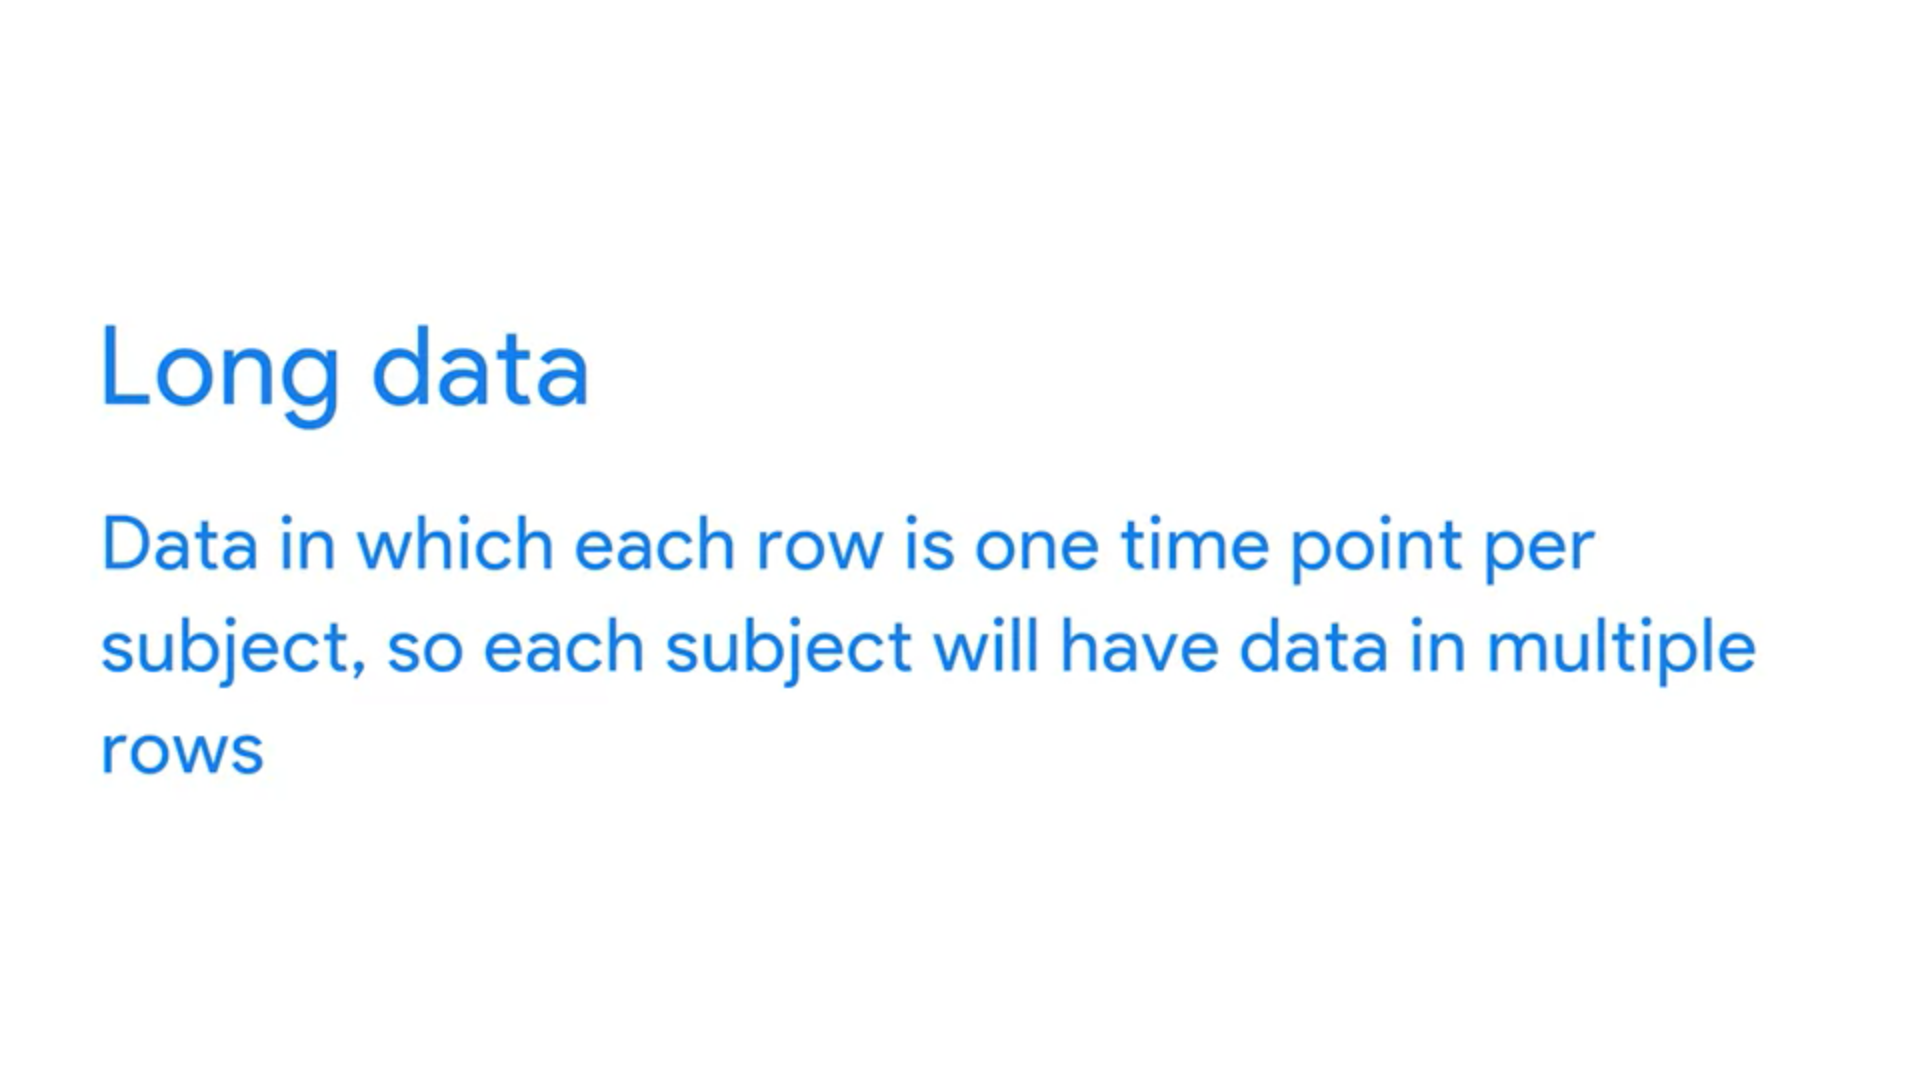 Long data
Data in which each row is one time point per
subject, so each subject will have data in multiple
rows